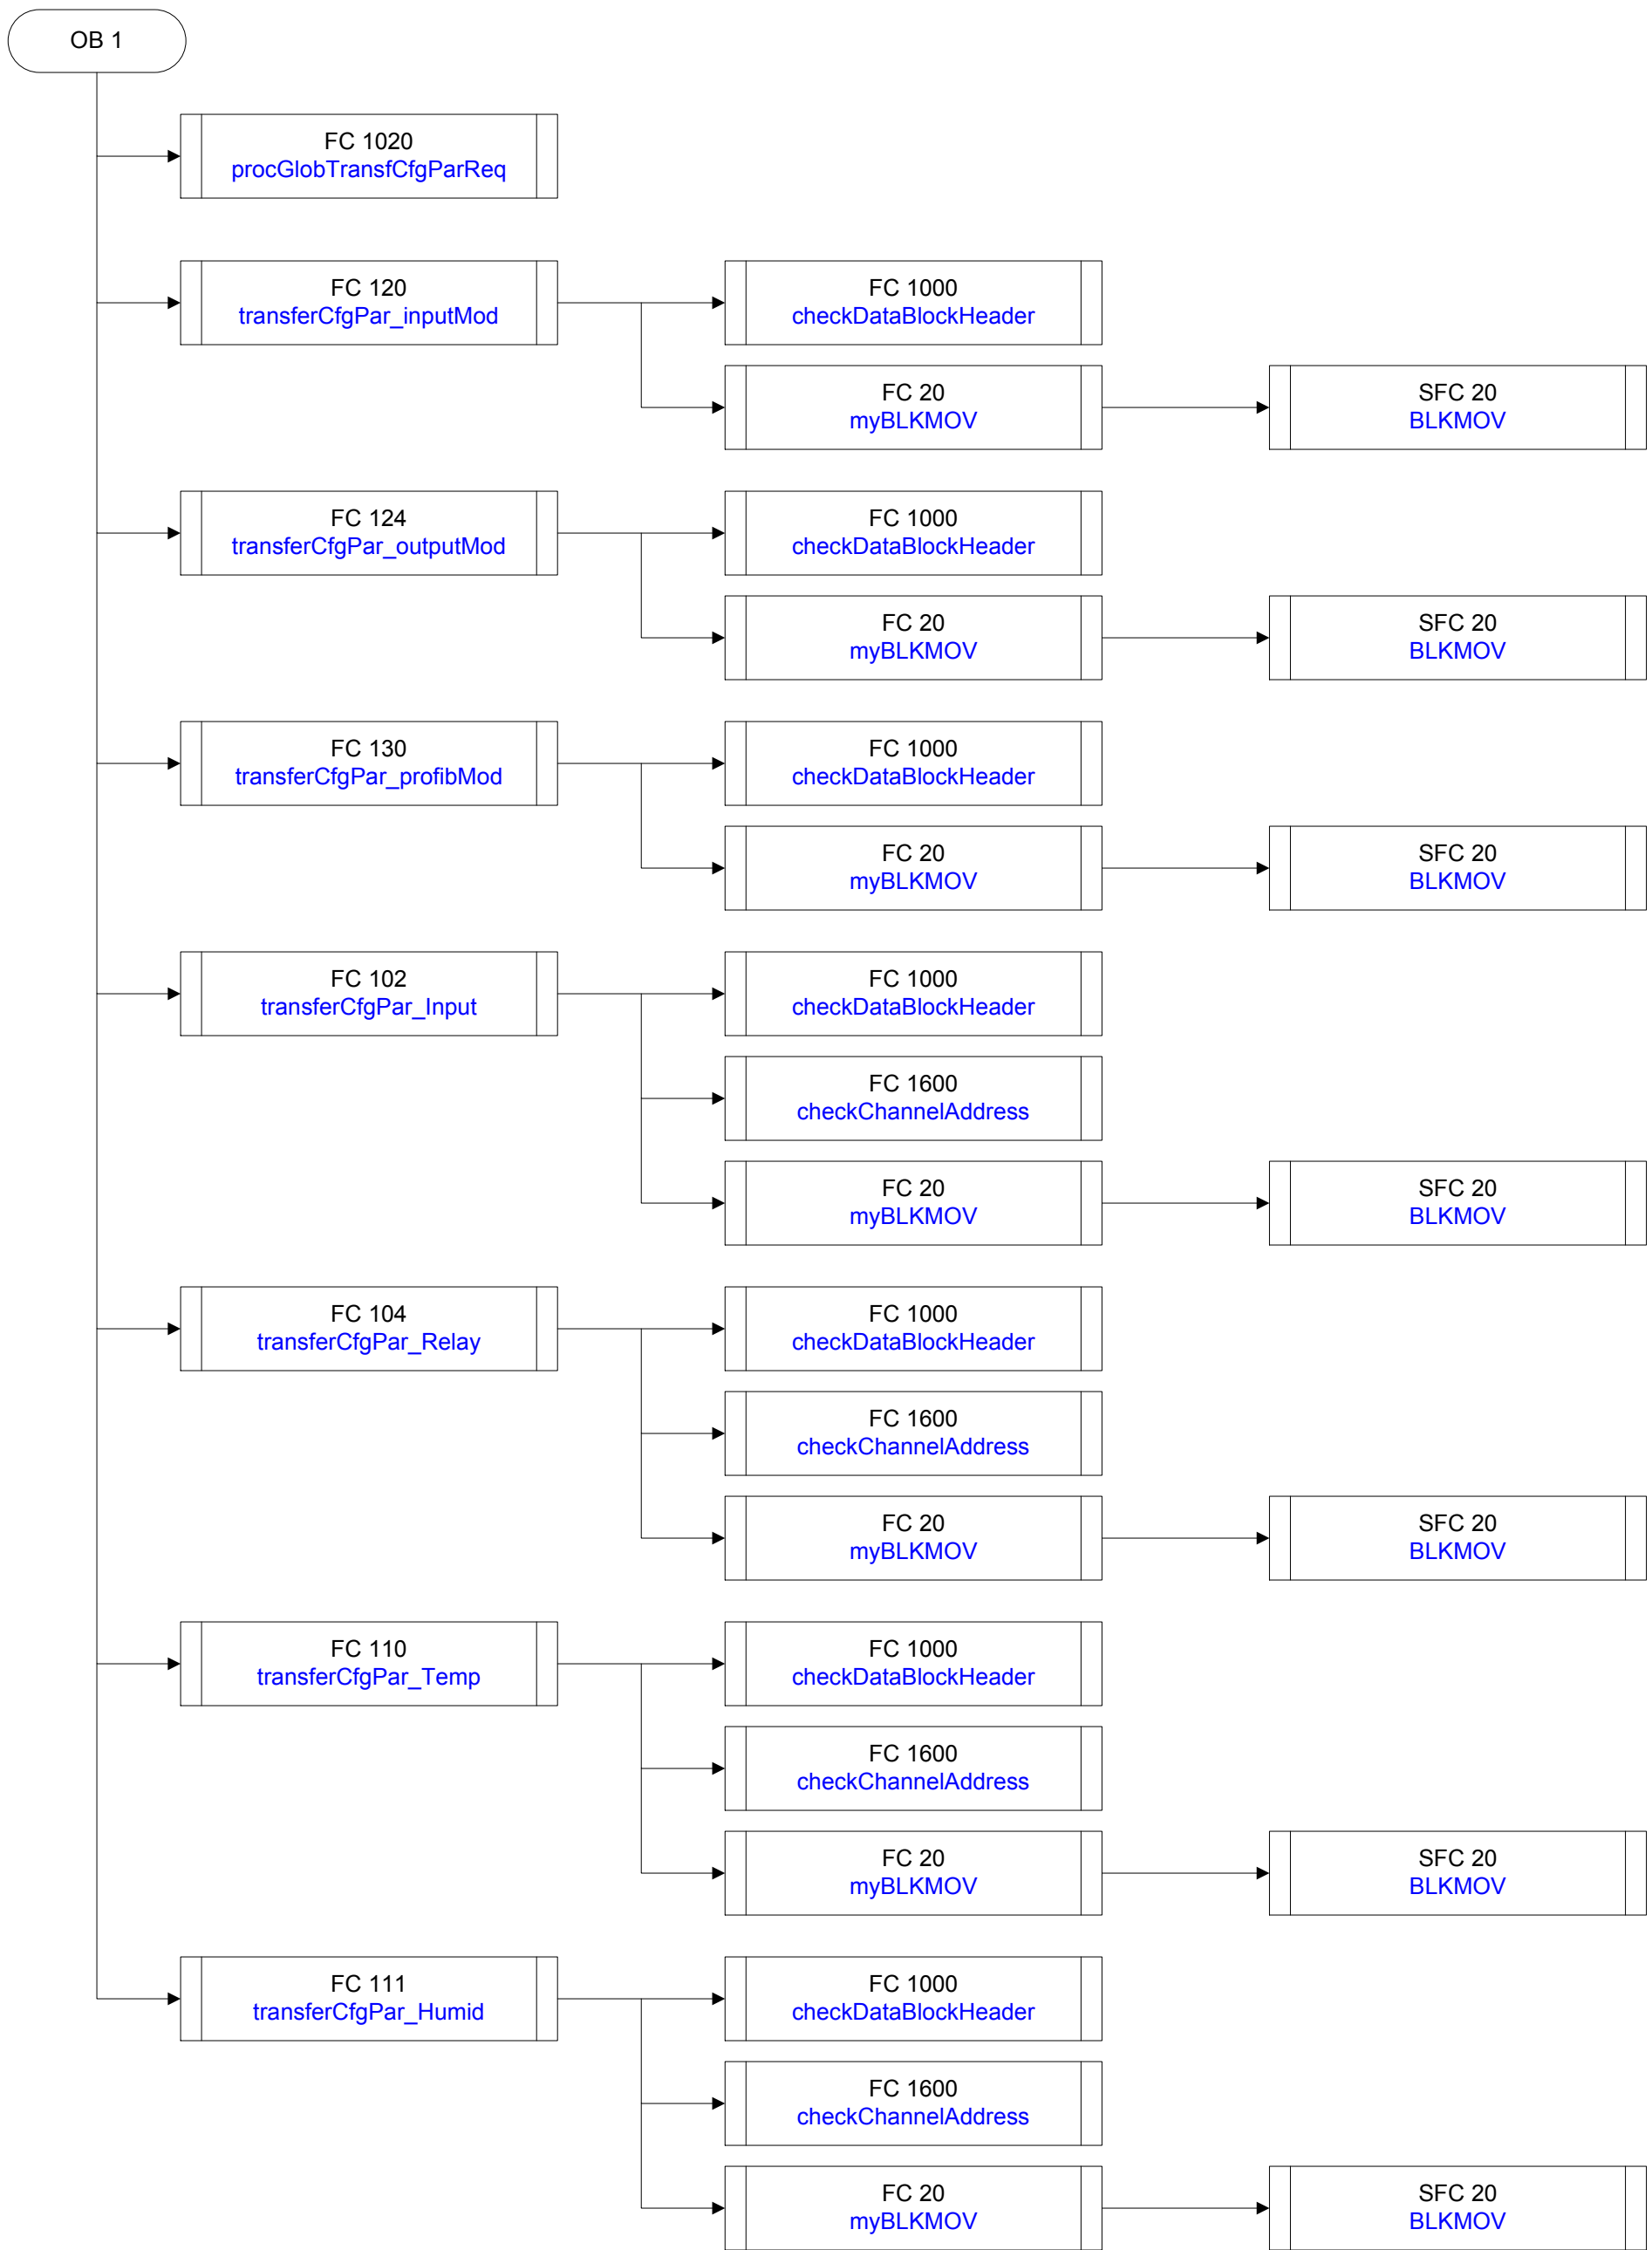 OB 1
FC 1020
procGlobTransfCfgParReq
FC 120
transferCfgPar_inputMod
FC 1000
checkDataBlockHeader
FC 20
myBLKMOV
SFC 20
BLKMOV
FC 124
transferCfgPar_outputMod
FC 1000
checkDataBlockHeader
FC 20
myBLKMOV
SFC 20
BLKMOV
FC 130
transferCfgPar_profibMod
FC 1000
checkDataBlockHeader
FC 20
myBLKMOV
SFC 20
BLKMOV
FC 102
transferCfgPar_Input
FC 1000
checkDataBlockHeader
FC 1600
checkChannelAddress
FC 20
myBLKMOV
SFC 20
BLKMOV
FC 104
transferCfgPar_Relay
FC 1000
checkDataBlockHeader
FC 1600
checkChannelAddress
FC 20
myBLKMOV
SFC 20
BLKMOV
FC 110
transferCfgPar_Temp
FC 1000
checkDataBlockHeader
FC 1600
checkChannelAddress
FC 20
myBLKMOV
SFC 20
BLKMOV
FC 111
transferCfgPar_Humid
FC 1000
checkDataBlockHeader
FC 1600
checkChannelAddress
FC 20
myBLKMOV
SFC 20
BLKMOV